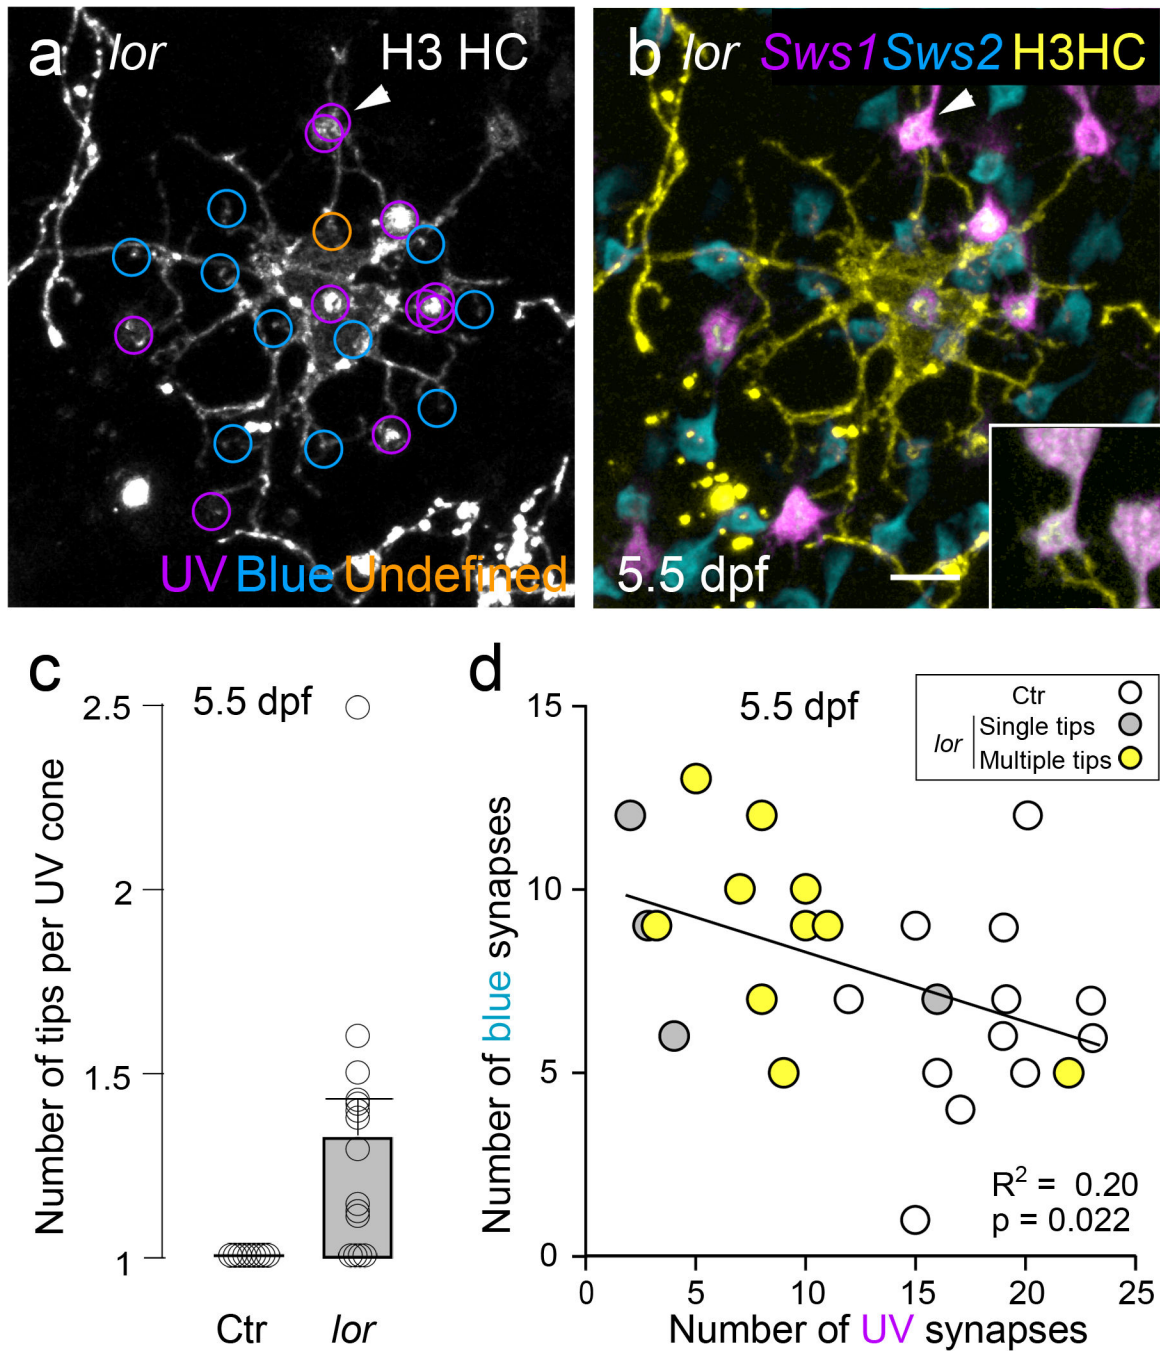 a lor H3 HC
UV Blue Undefined
b lor Sws1 Sws2 H3HC
5.5 dpf
c
5.5 dpf
Number of tips per UV cone
2.5
2
1.5
1
Ctr lor
d
5.5 dpf
Ctr
lor
Single tips
Multiple tips
Number of blue synapses
15
10
5
0
R2 = 0.20
p = 0.022
0 5 10 15 20 25
Number of UV synapses